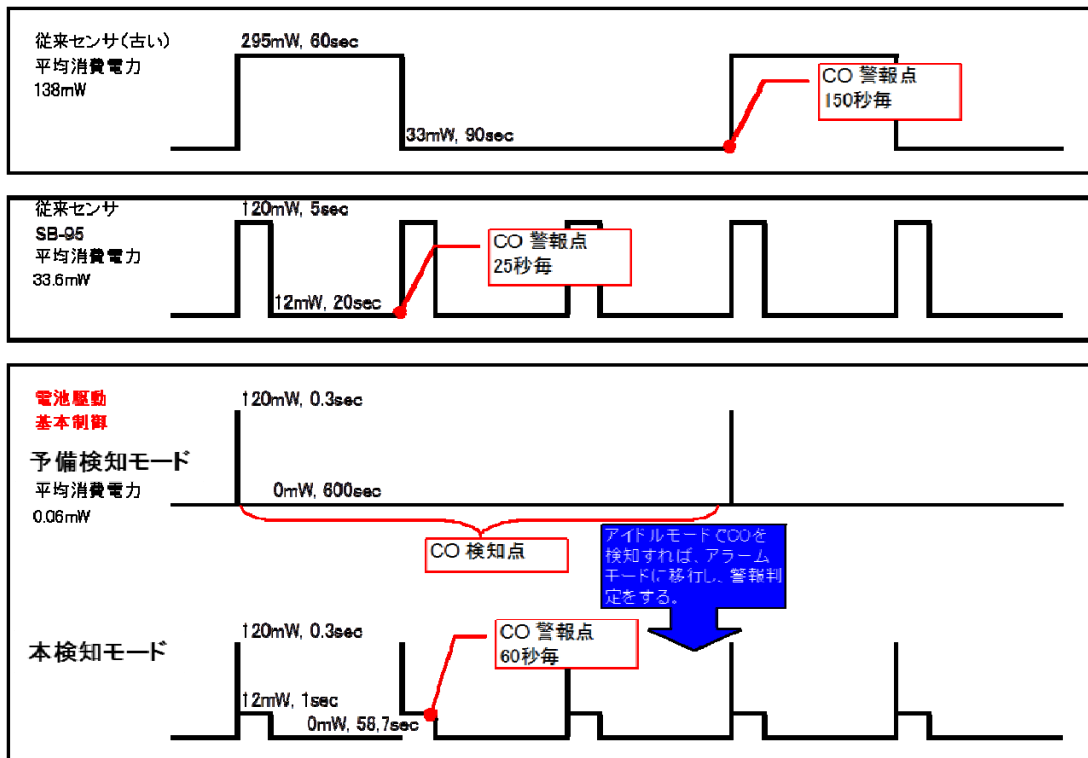 従来センサ(古い)
平均消費電力
138mW
295mW, 60sec
33mW, 90sec
CO 警報点
150秒毎
従来センサ
SB-95
平均消費電力
33.6mW
120mW, 5sec
12mW, 20sec
CO 警報点
25秒毎
電池駆動
基本制御
予備検知モード
平均消費電力
0.06mW
120mW, 0.3sec
0mW, 600sec
CO 検知点
アイドルモードでCOを
検知すれば、アラーム
モードに移行し、警報判
定をする。
本検知モード
120mW, 0.3sec
12mW, 1sec
0mW, 58,7sec
CO 警報点
60秒毎